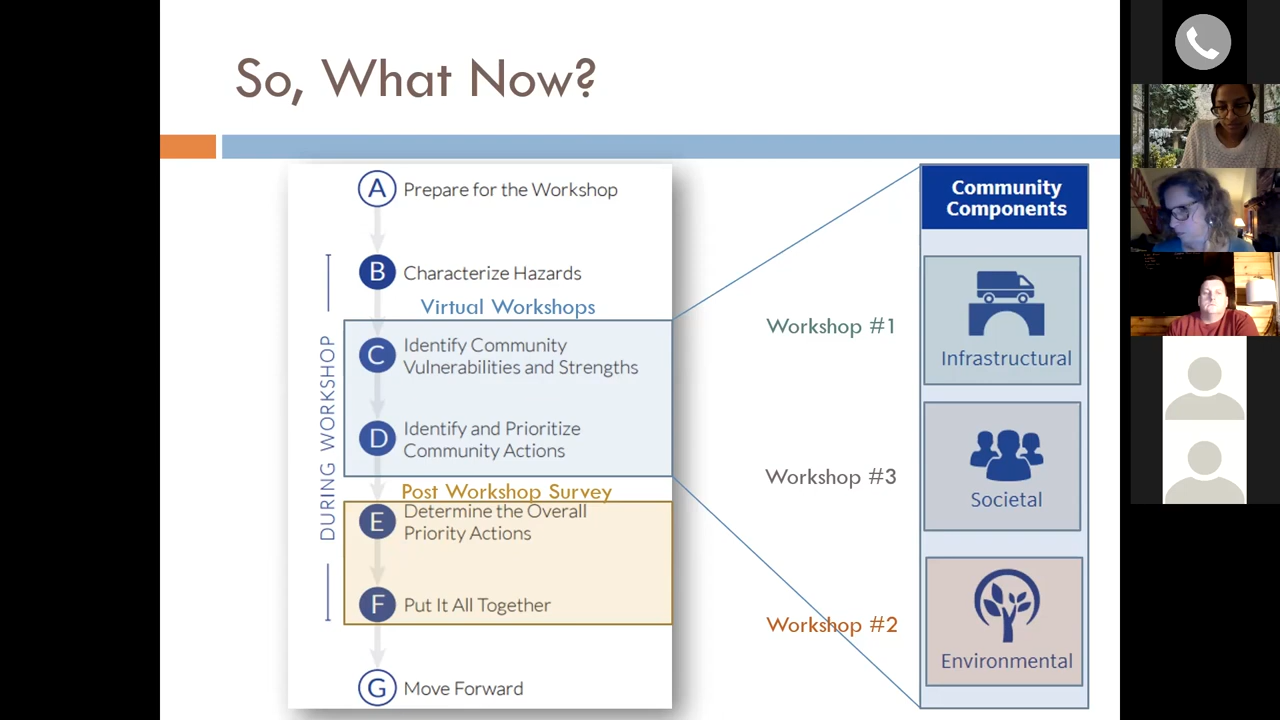 So, What Now?
A Prepare for the Workshop
B Characterize Hazards
Virtual Workshops
C Identify Community
Vulnerabilities and Strengths
D Identify and Prioritize
Community Actions
Post Workshop Survey
E Determine the Overall
Priority Actions
F Put It All Together
G Move Forward
DURING WORKSHOP
Community
Components
Workshop #1
Infrastructural
Workshop #3
Societal
Workshop #2
Environmental